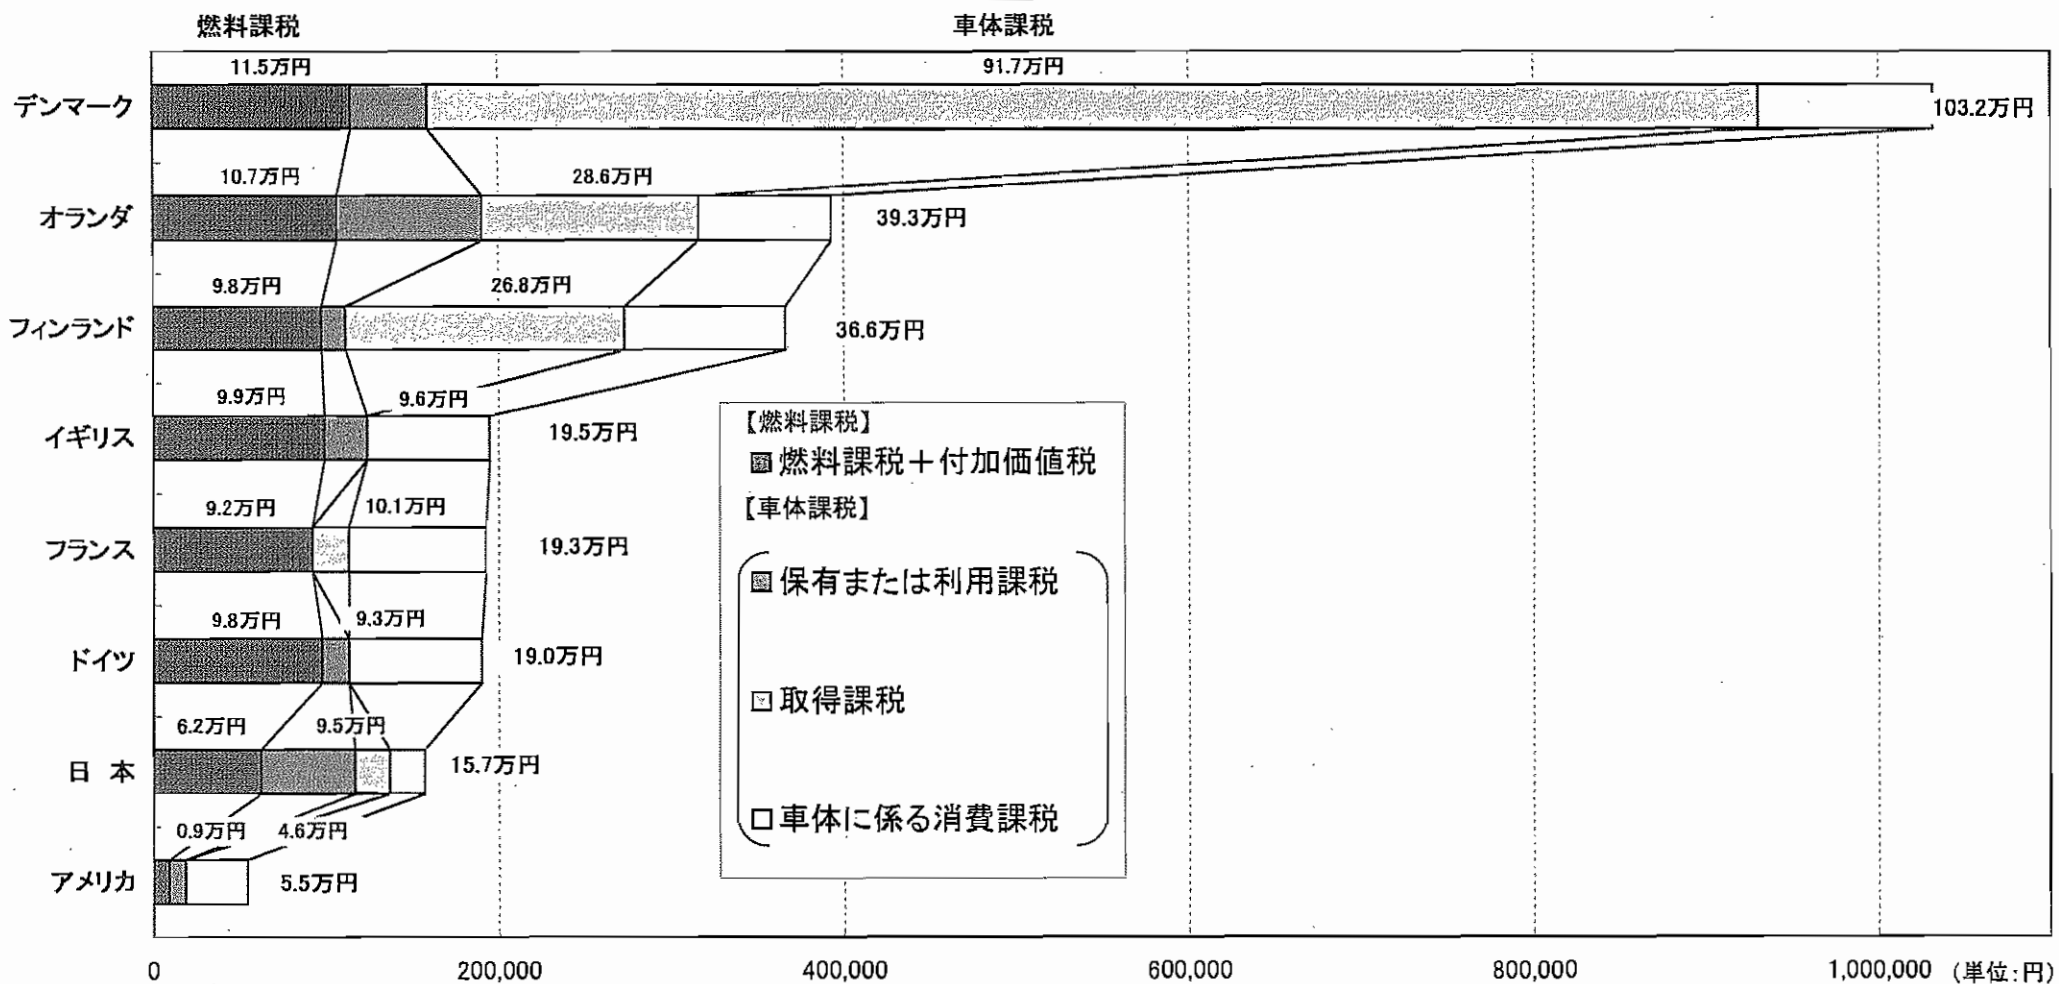 燃料課税 車体課税
11.5万円 91.7万円
デンマーク 103.2万円
10.7万円 28.6万円
オランダ 39.3万円
9.8万円 26.8万円
フィンランド 36.6万円
9.9万円 9.6万円
イギリス 19.5万円
9.2万円 10.1万円
フランス 19.3万円
9.8万円 9.3万円
ドイツ 19.0万円
6.2万円 9.5万円
日 本 15.7万円
0.9万円 4.6万円
アメリカ 5.5万円
【燃料課税】
燃料課税＋付加価値税
【車体課税】
保有または利用課税
取得課税
車体に係る消費課税
0 200,000 400,000 600,000 800,000 1,000,000 (単位:円)